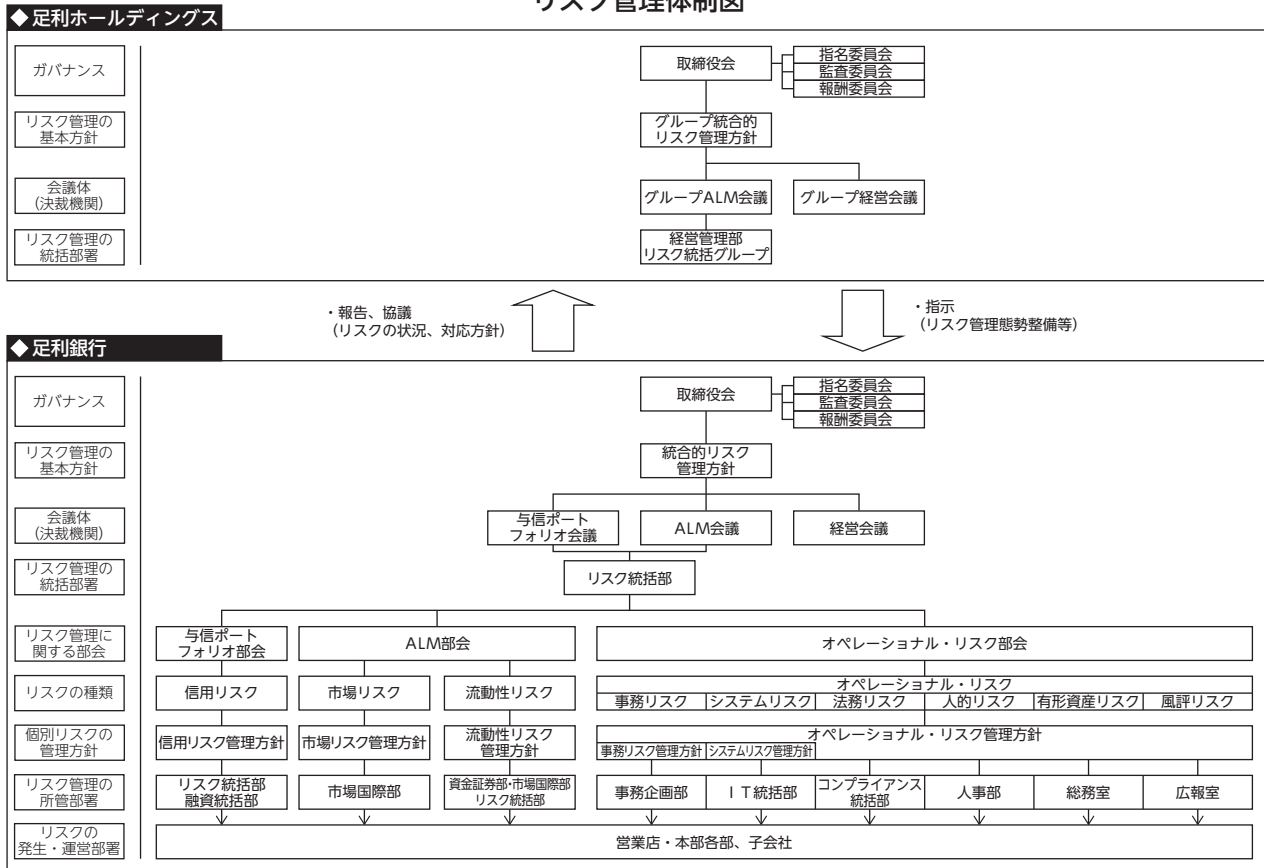 リスク管理体制図
◆ 足利ホールディングス
ガバナンス
取締役会
指名委員会
監査委員会
報酬委員会
リスク管理の
基本方針
グループ統合的
リスク管理方針
会議体
(決裁機関)
グループALM会議
グループ経営会議
リスク管理の
統括部署
経営管理部
リスク統括グループ
・報告、協議
(リスクの状況、対応方針)
・指示
(リスク管理態勢整備等)
◆ 足利銀行
ガバナンス
取締役会
指名委員会
監査委員会
報酬委員会
リスク管理の
基本方針
統合的リスク
管理方針
会議体
(決裁機関)
与信ポート
フォリオ会議
ALM会議
経営会議
リスク管理の
統括部署
リスク統括部
リスク管理に
関する部会
与信ポート
フォリオ部会
ALM部会
オペレーショナル・リスク部会
リスクの種類
信用リスク
市場リスク
流動性リスク
オペレーショナル・リスク
事務リスク
システムリスク
法務リスク
人的リスク
有形資産リスク
風評リスク
個別リスクの
管理方針
信用リスク管理方針
市場リスク管理方針
流動性リスク
管理方針
オペレーショナル・リスク管理方針
事務リスク管理方針
システムリスク管理方針
リスク管理の
所管部署
リスク統括部
融資統括部
市場国際部
資金証券部・市場国際部
リスク統括部
事務企画部
IT統括部
コンプライアンス
統括部
人事部
総務室
広報室
リスクの
発生・運営部署
営業店・本部各部、子会社